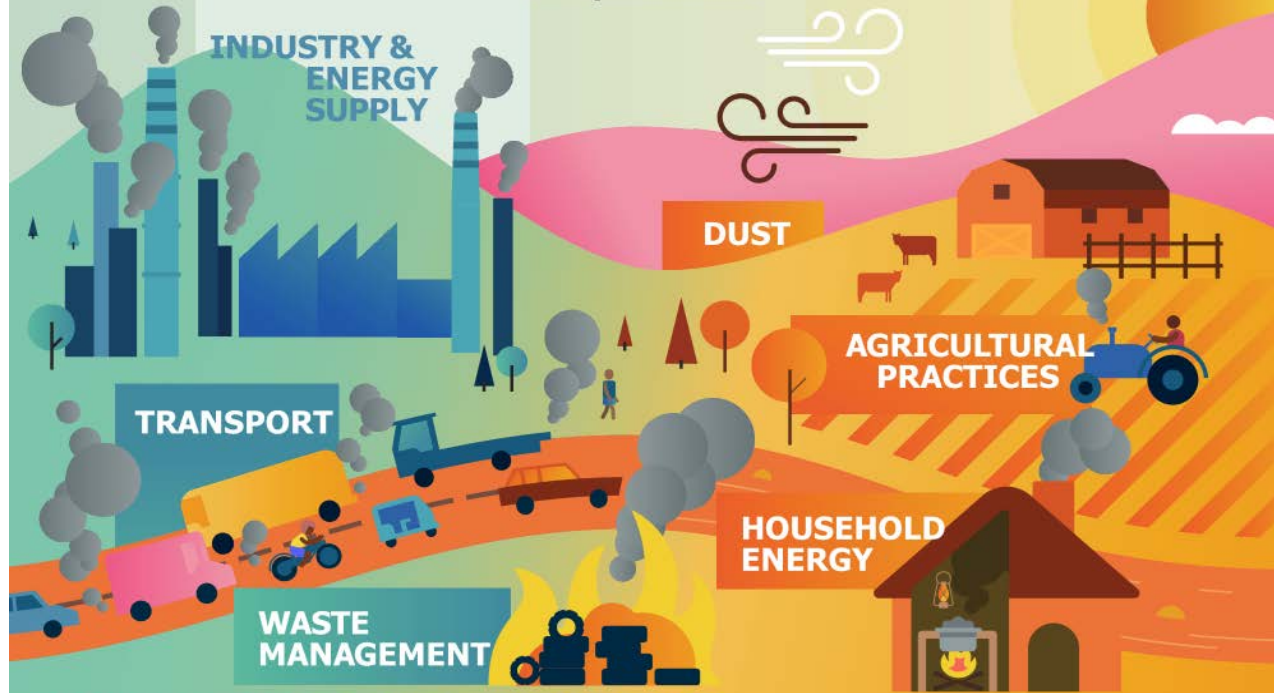 INDUSTRY &
ENERGY
SUPPLY
DUST
AGRICULTURAL
PRACTICES
TRANSPORT
HOUSEHOLD
ENERGY
WASTE
MANAGEMENT